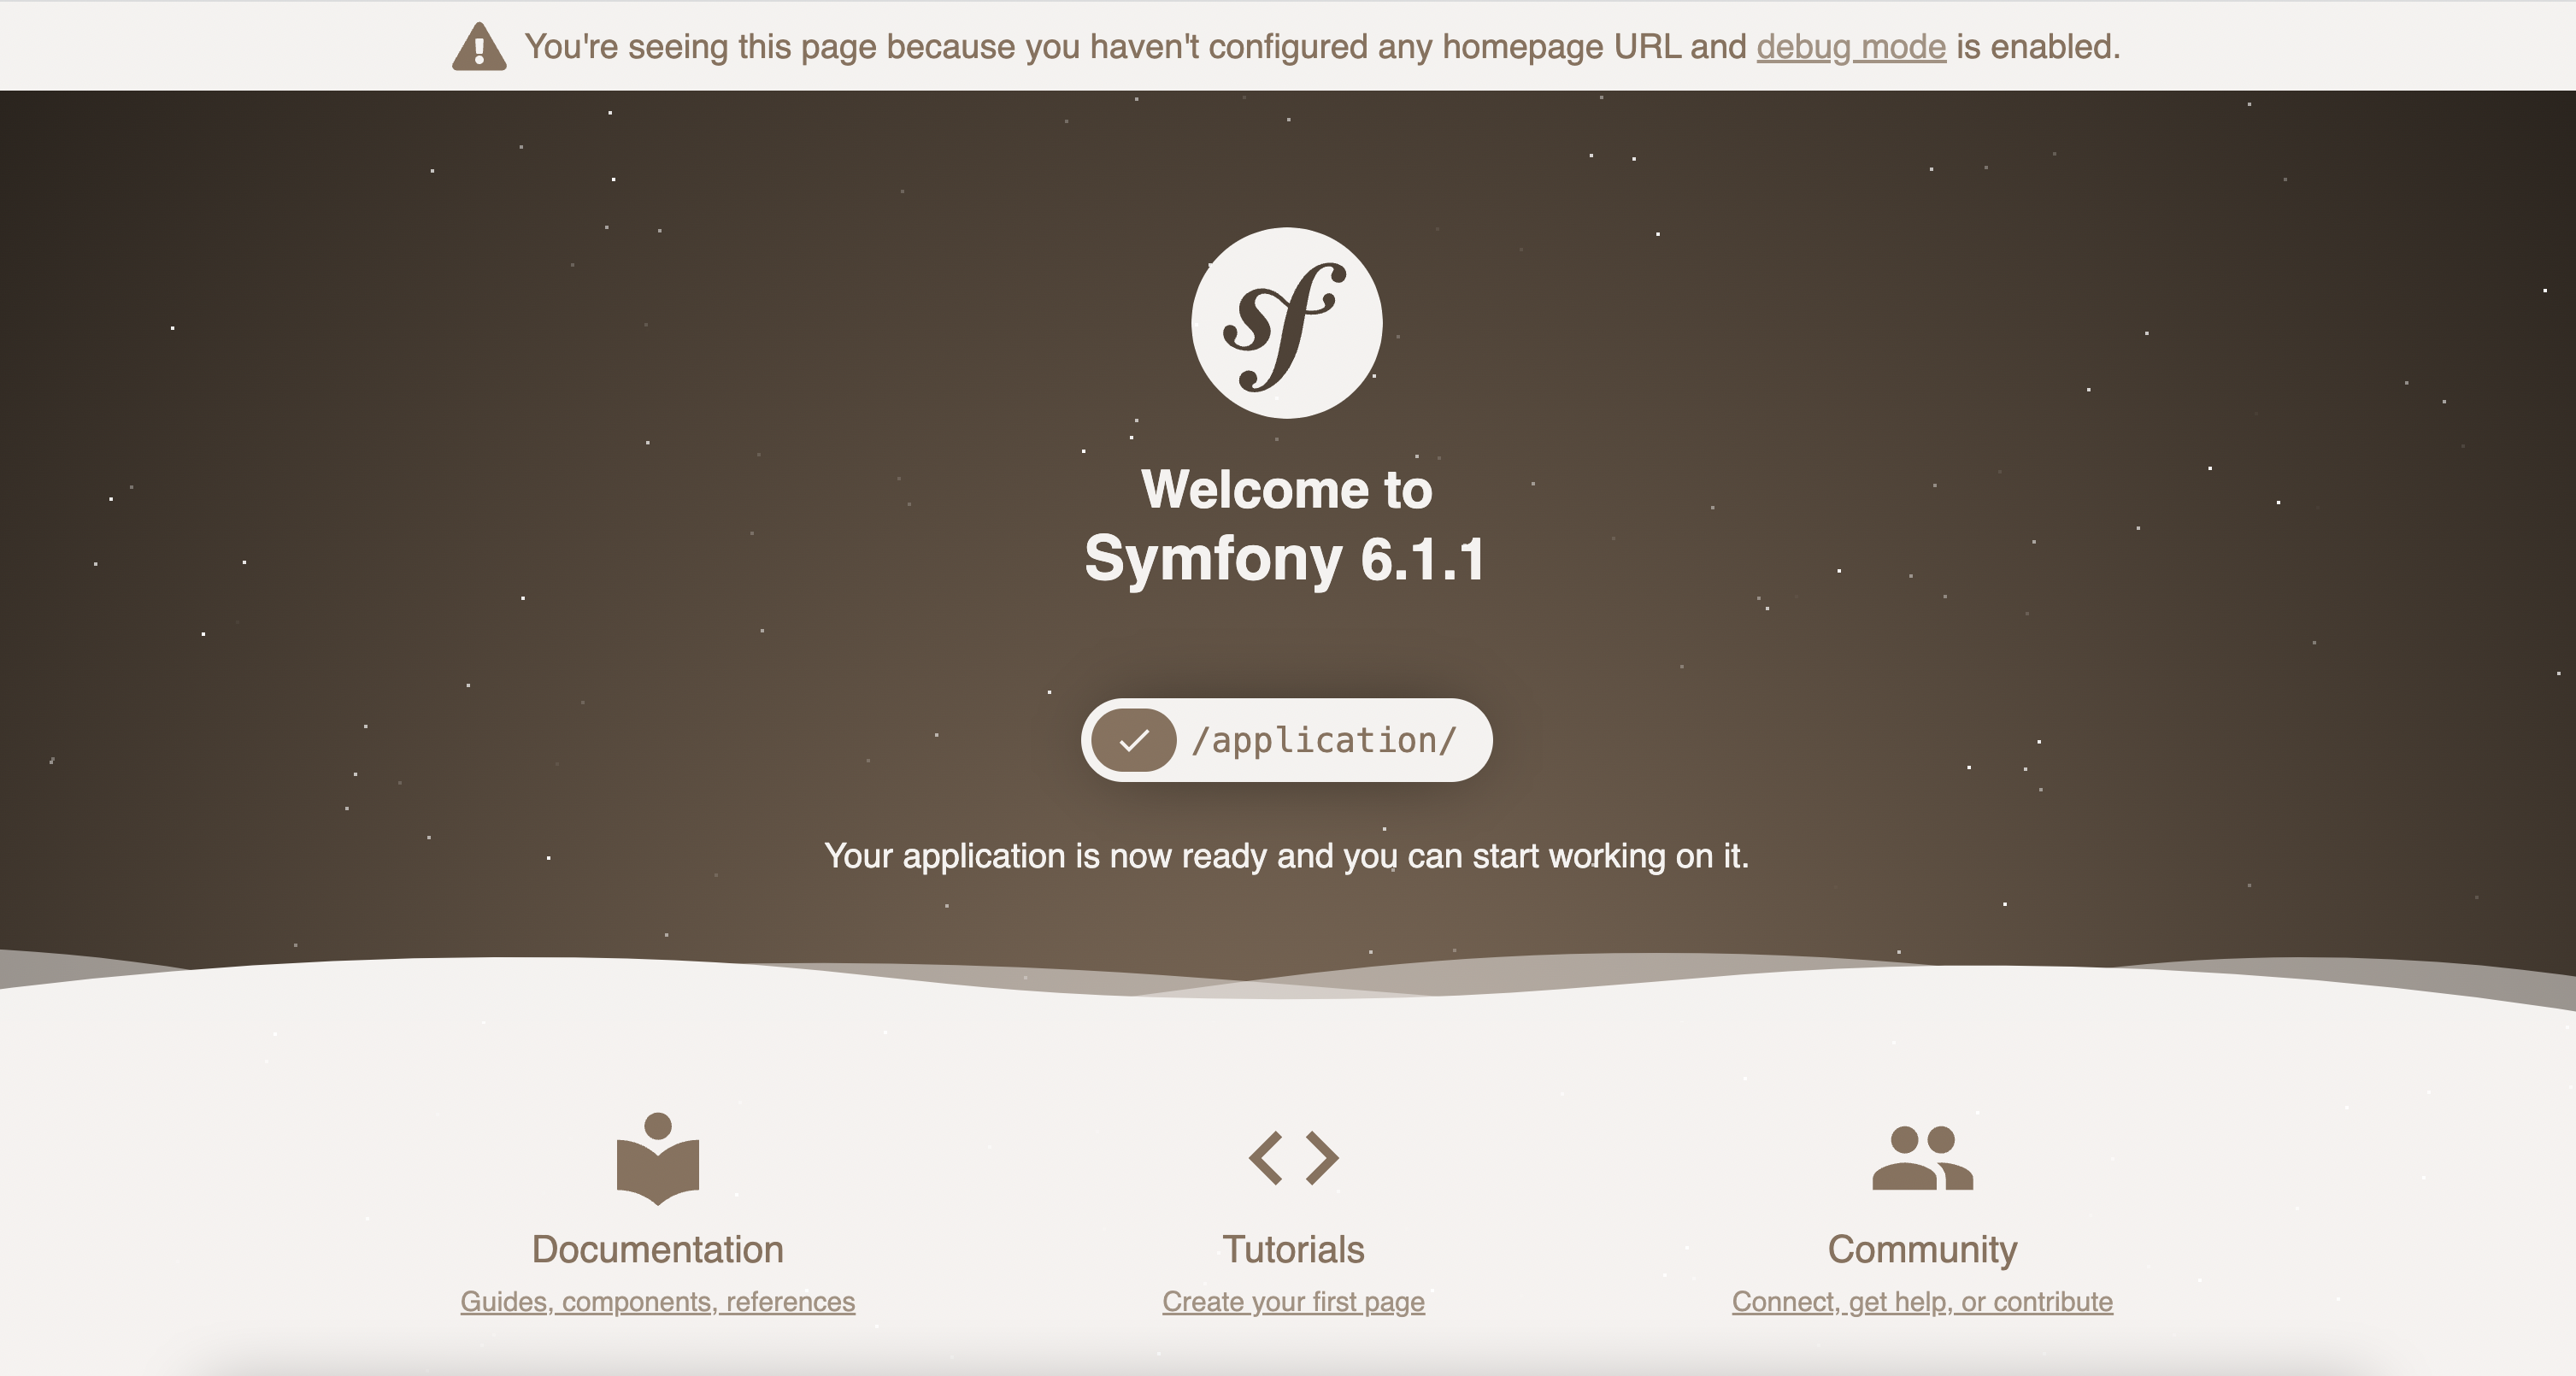 You're seeing this page because you haven't configured any homepage URL and debug mode is enabled.
sf
Welcome to
Symfony 6.1.1
/application/
Your application is now ready and you can start working on it.
Documentation
Guides, components, references
Tutorials
Create your first page
Community
Connect, get help, or contribute